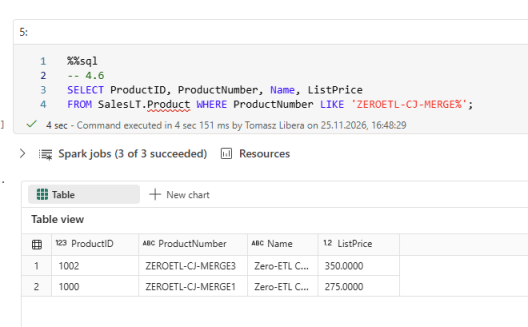 5:
1 %%sql
2 -- 4.6
3 SELECT ProductID, ProductNumber, Name, ListPrice
4 FROM SalesLT.Product WHERE ProductNumber LIKE 'ZEROETL-CJ-MERGE%';
4 sec - Command executed in 4 sec 151 ms by Tomasz Libera on 25.11.2026, 16:48:29
Spark jobs (3 of 3 succeeded) Resources
Table New chart
Table view
123 ProductID ABC ProductNumber ABC Name 1.2 ListPrice
1 1002 ZEROETL-CJ-MERGE3 Zero-ETL C... 350.0000
2 1000 ZEROETL-CJ-MERGE1 Zero-ETL C... 275.0000